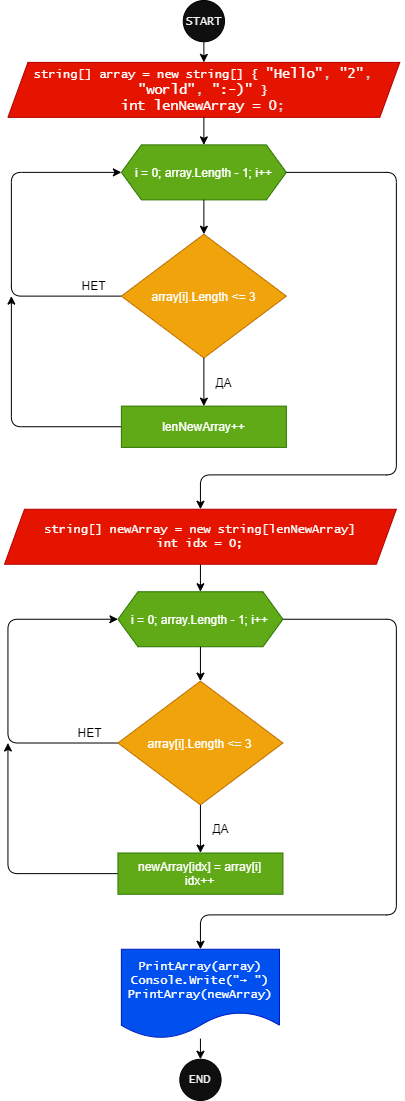 START
string[] array = new string[] { "Hello", "2",
"world", ":-)" }
int lenNewArray = 0;
i = 0; array.Length - 1; i++
array[i].Length <= 3
НЕТ
ДА
lenNewArray++
string[] newArray = new string[lenNewArray]
int idx = 0;
i = 0; array.Length - 1; i++
array[i].Length <= 3
НЕТ
ДА
newArray[idx] = array[i]
idx++
PrintArray(array)
Console.Write("→ ")
PrintArray(newArray)
END